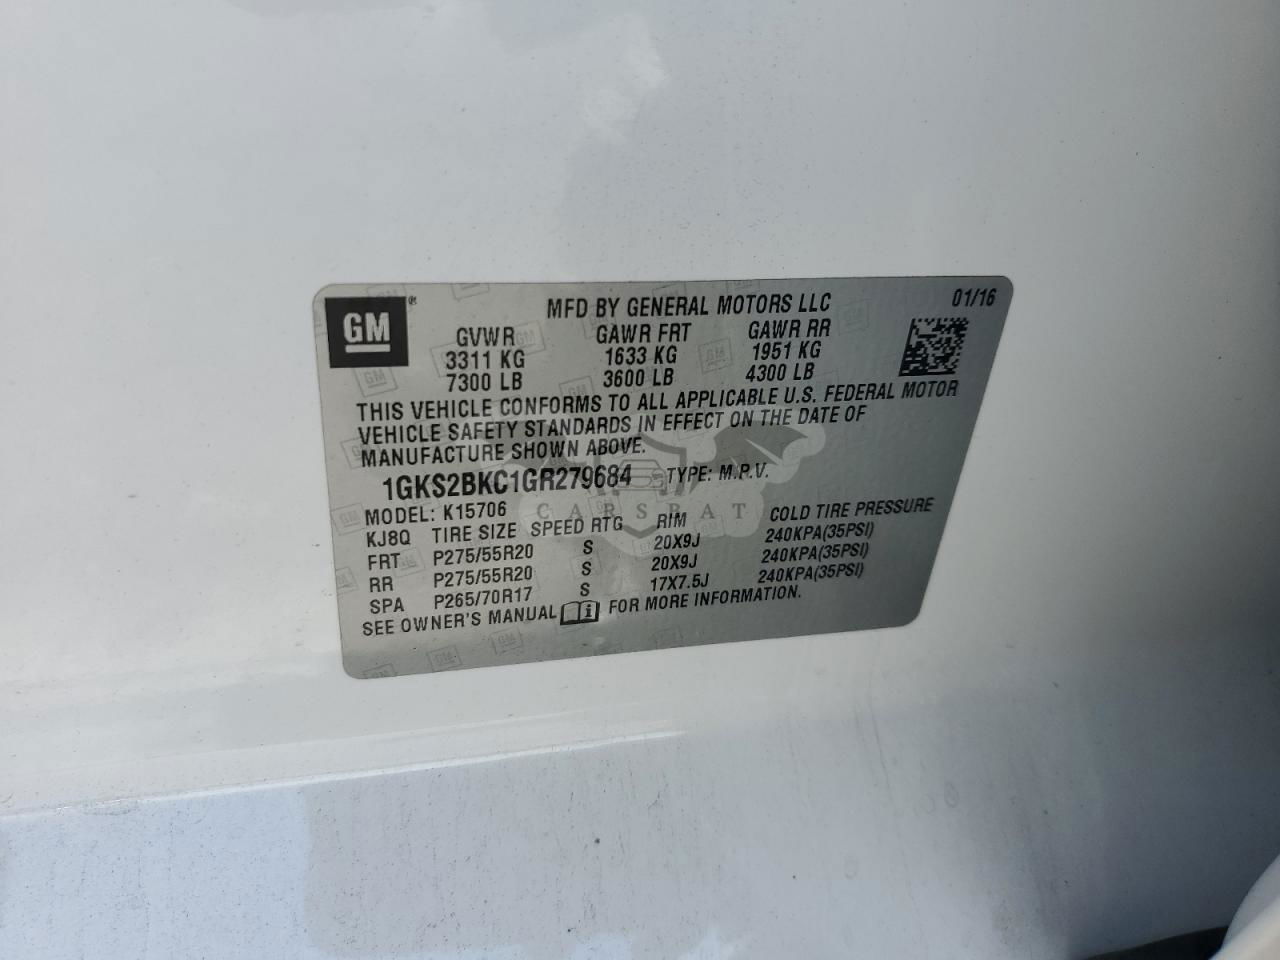 GM
MFD BY GENERAL MOTORS LLC 01/16
GVWR GAWR FRT GAWR RR
3311 KG 1633 KG 1951 KG
7300 LB 3600 LB 4300 LB
THIS VEHICLE CONFORMS TO ALL APPLICABLE U.S. FEDERAL MOTOR
VEHICLE SAFETY STANDARDS IN EFFECT ON THE DATE OF
MANUFACTURE SHOWN ABOVE.
1GKS2BKC1GR279684 TYPE: M.P.V.
CARSBAT
MODEL: K15706
KJ8Q TIRE SIZE SPEED RTG RIM COLD TIRE PRESSURE
FRT P275/55R20 S 20X9J 240KPA(35PSI)
RR P275/55R20 S 20X9J 240KPA(35PSI)
SPA P265/70R17 S 17X7.5J 240KPA(35PSI)
SEE OWNER'S MANUAL i FOR MORE INFORMATION.